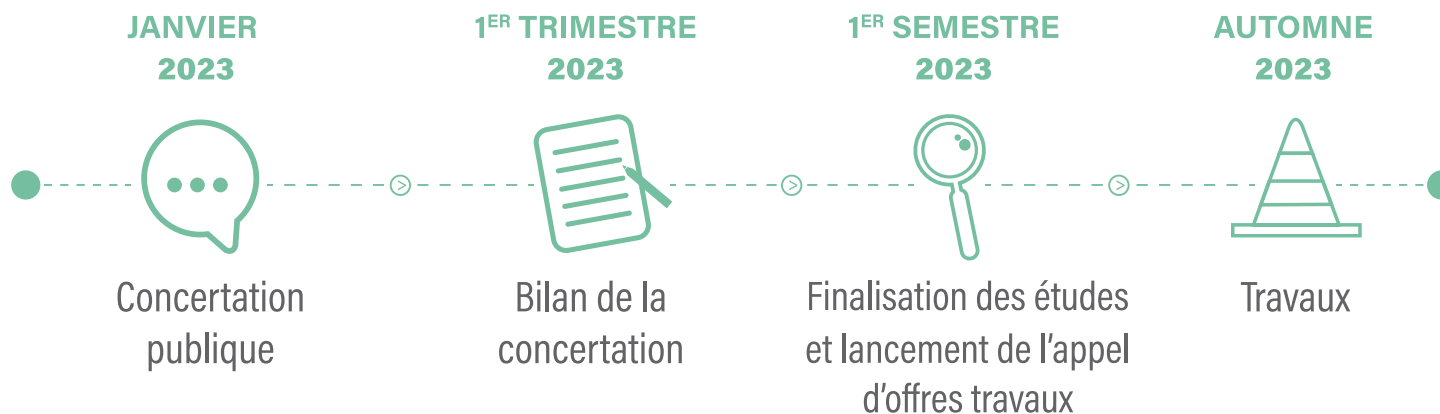 JANVIER
2023
Concertation
publique
1ER TRIMESTRE
2023
Bilan de la
concertation
1ER SEMESTRE
2023
Finalisation des études
et lancement de l’appel
d’offres travaux
AUTOMNE
2023
Travaux